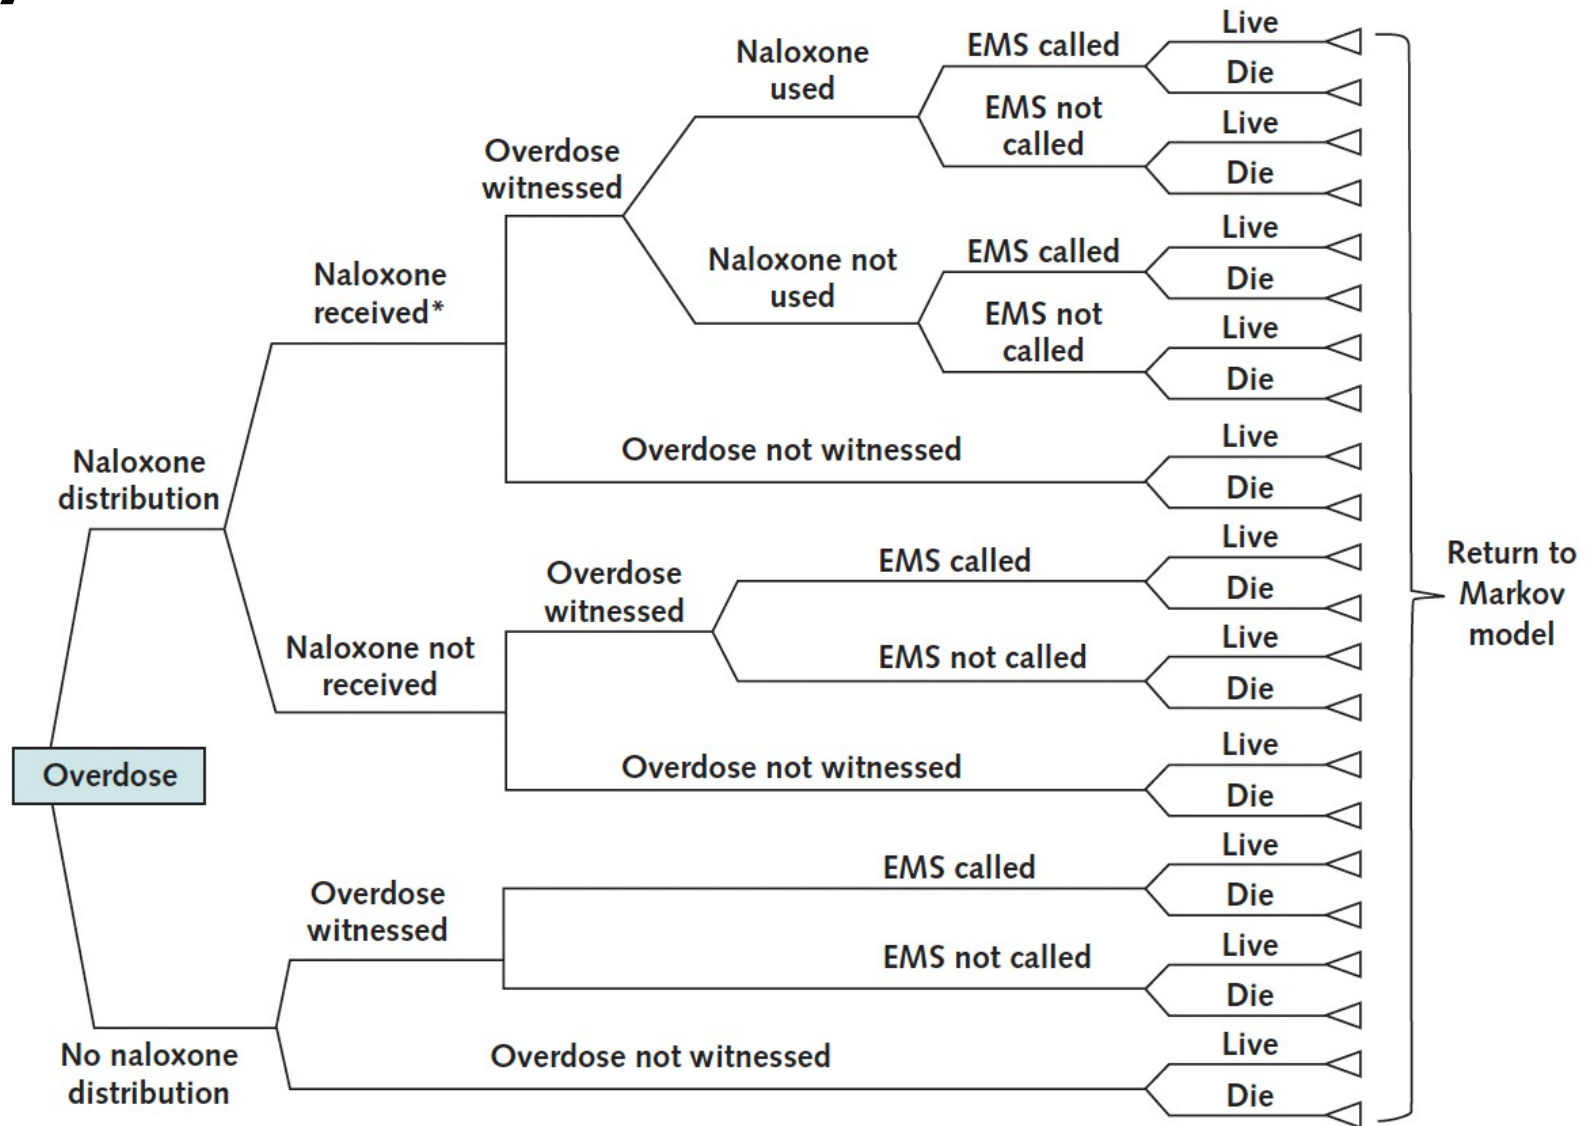 Live
Naloxone
used
EMS called
Die
EMS not
called
Live
Die
Overdose
witnessed
Live
Naloxone not
used
EMS called
Die
EMS not
called
Live
Die
Naloxone
received*
Overdose not witnessed
Live
Die
Naloxone
distribution
Overdose
witnessed
EMS called
Live
Die
EMS not called
Live
Die
Naloxone not
received
Overdose not witnessed
Live
Die
Return to
Markov
model
Overdose
Overdose
witnessed
EMS called
Live
Die
EMS not called
Live
Die
No naloxone
distribution
Overdose not witnessed
Live
Die